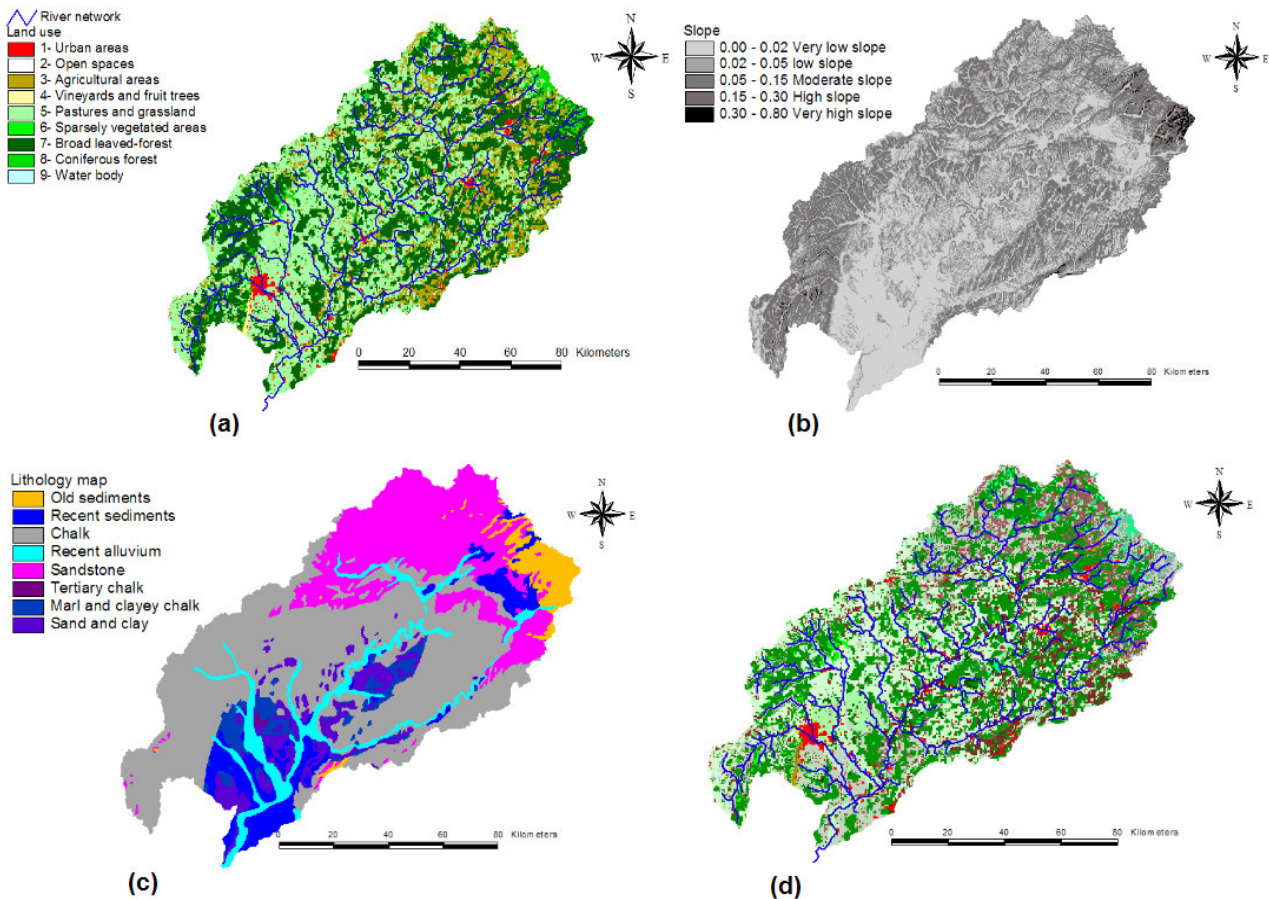 River network
Land use
1- Urban areas
2- Open spaces
3- Agricultural areas
4- Vineyards and fruit trees
5- Pastures and grassland
6- Sparsely vegetated areas
7- Broad leaved-forest
8- Coniferous forest
9- Water body
N
W E
S
0 20 40 60 80 Kilometers
(a)
Slope
0.00 - 0.02 Very low slope
0.02 - 0.05 low slope
0.05 - 0.15 Moderate slope
0.15 - 0.30 High slope
0.30 - 0.80 Very high slope
N
W E
S
0 20 40 60 80 Kilometers
(b)
Lithology map
Old sediments
Recent sediments
Chalk
Recent alluvium
Sandstone
Tertiary chalk
Marl and clayey chalk
Sand and clay
N
W E
S
0 20 40 60 80 Kilometers
(c)
N
W E
S
0 20 40 60 80 Kilometers
(d)